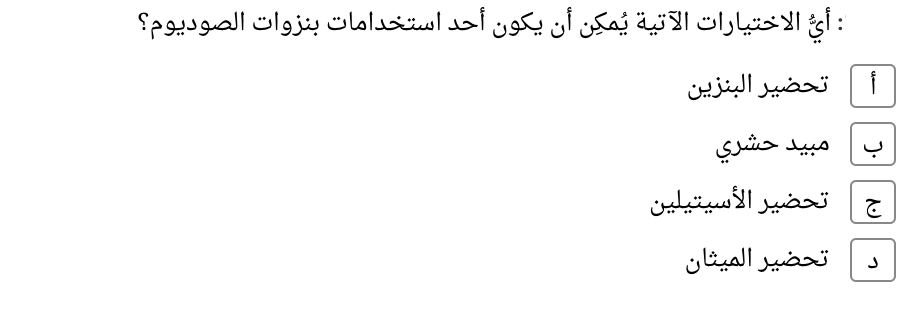 : أيُّ الاختيارات الآتية يُمكِن أن يكون أحد استخدامات بنزوات الصوديوم؟
أ تحضير البنزين
ب مبيد حشري
ج تحضير الأسيتيلين
د تحضير الميثان